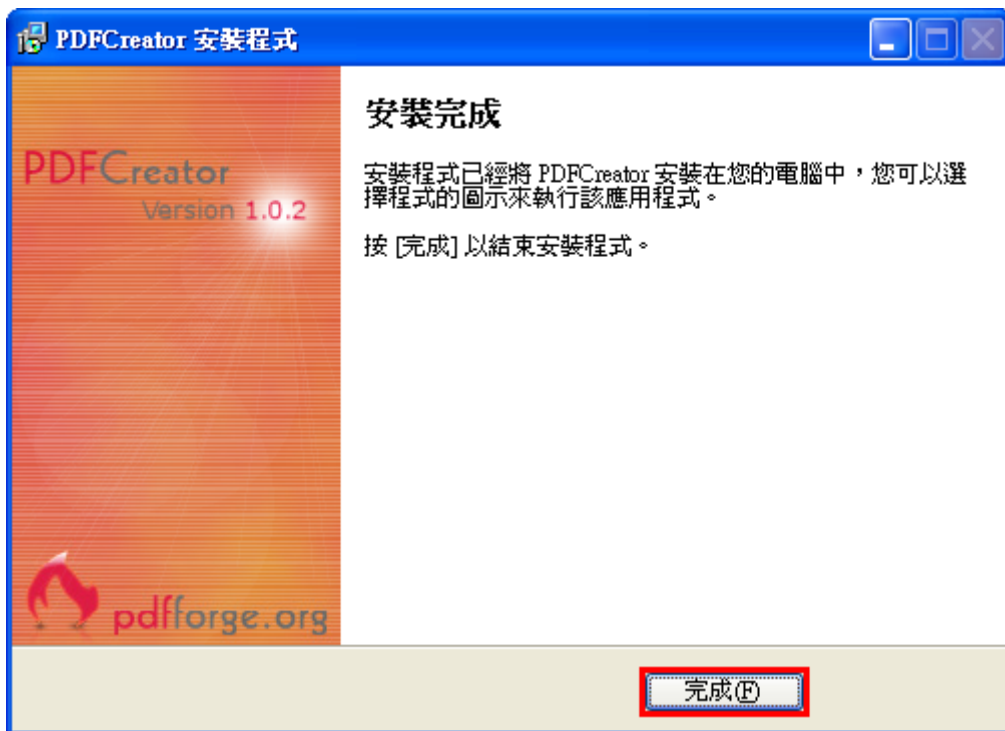 PDFCreator 安裝程式
PDFCreator
Version 1.0.2
安裝完成
安裝程式已經將 PDFCreator 安裝在您的電腦中，您可以選
擇程式的圖示來執行該應用程式。
按 [完成] 以結束安裝程式。
pdfforge.org
完成(F)